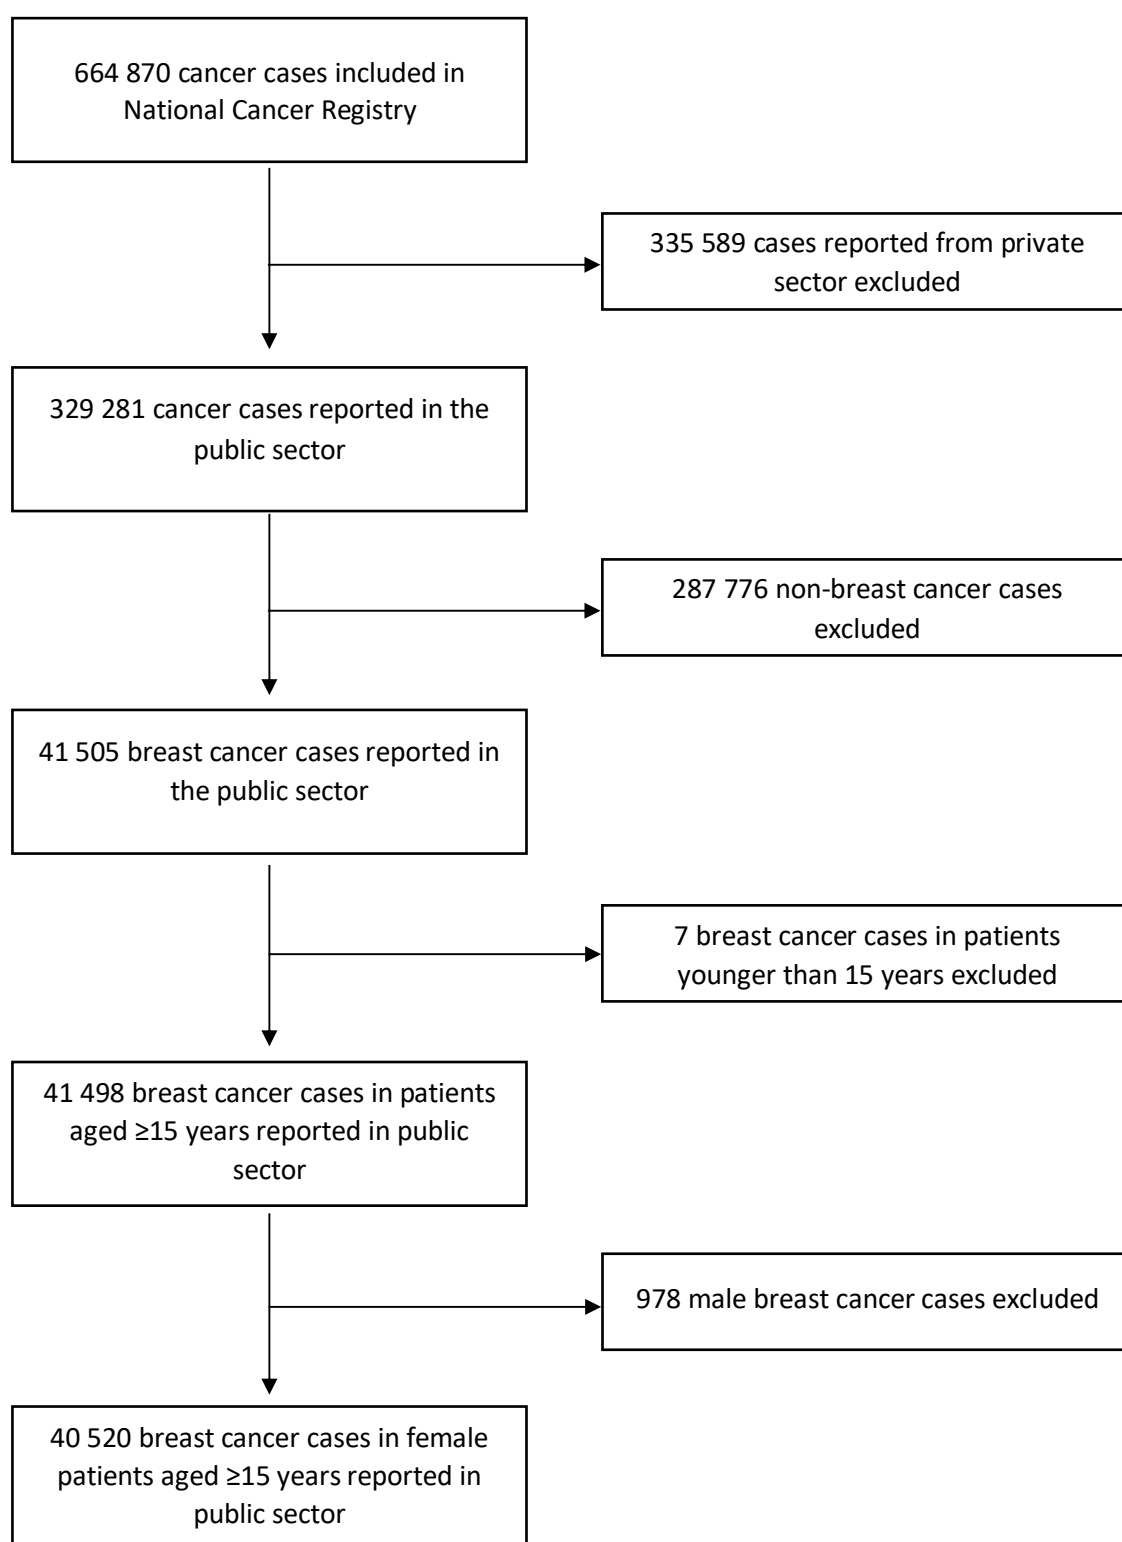 664 870 cancer cases included in
National Cancer Registry
335 589 cases reported from private
sector excluded
329 281 cancer cases reported in the
public sector
287 776 non-breast cancer cases
excluded
41 505 breast cancer cases reported in
the public sector
7 breast cancer cases in patients
younger than 15 years excluded
41 498 breast cancer cases in patients
aged ≥15 years reported in public
sector
978 male breast cancer cases excluded
40 520 breast cancer cases in female
patients aged ≥15 years reported in
public sector